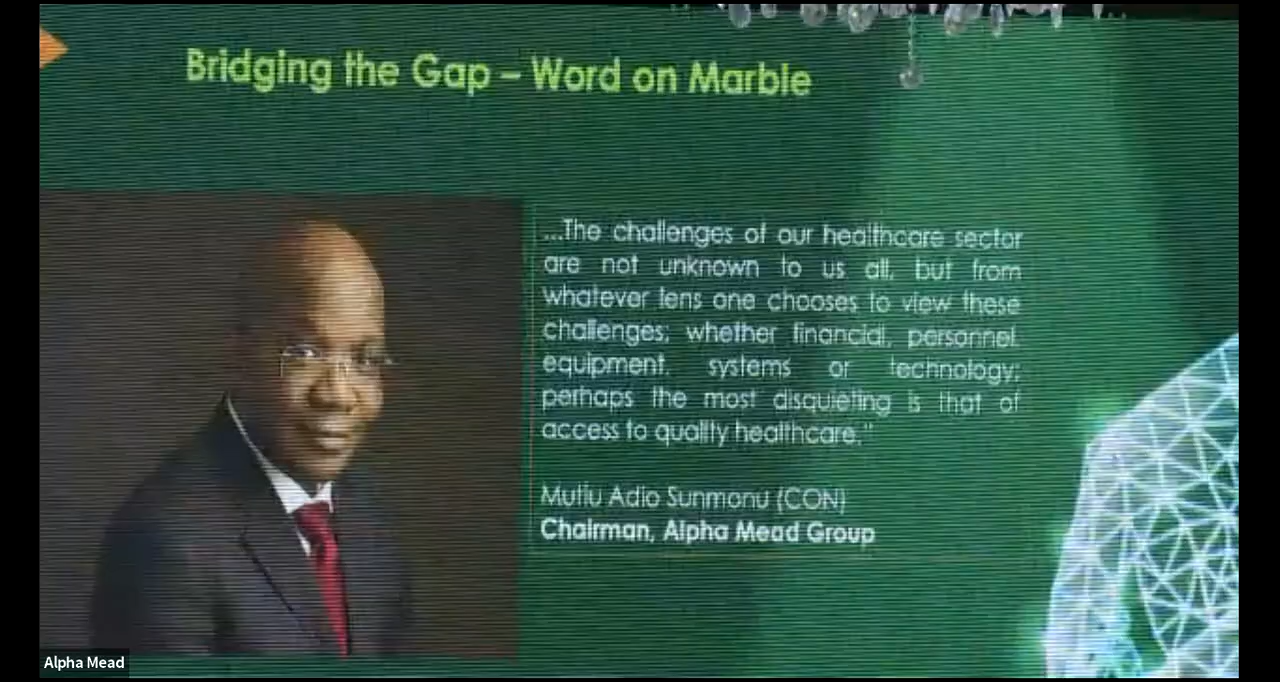 Bridging the Gap – Word on Marble
...The challenges of our healthcare sector
are not unknown to us all, but from
whatever lens one chooses to view these
challenges; whether financial, personnel,
equipment, systems or technology;
perhaps the most disquieting is that of
access to quality healthcare."
Mutiu Adio Sunmonu (CON)
Chairman, Alpha Mead Group
Alpha Mead